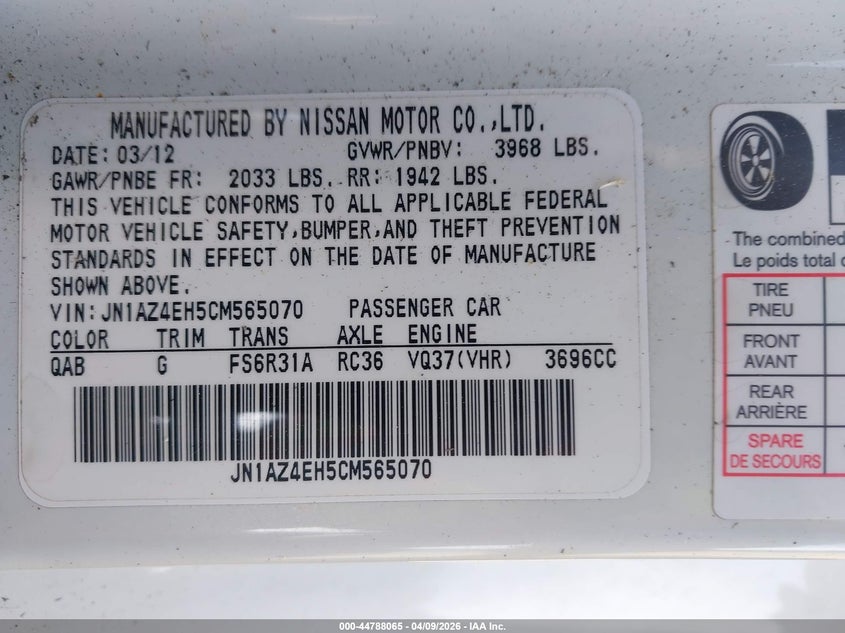 MANUFACTURED BY NISSAN MOTOR CO.,LTD.
DATE: 03/12 GVWR/PNBV: 3968 LBS.
GAWR/PNBE FR: 2033 LBS. RR: 1942 LBS.
THIS VEHICLE CONFORMS TO ALL APPLICABLE FEDERAL
MOTOR VEHICLE SAFETY,BUMPER,AND THEFT PREVENTION
STANDARDS IN EFFECT ON THE DATE OF MANUFACTURE
SHOWN ABOVE.
VIN: JN1AZ4EH5CM565070 PASSENGER CAR
COLOR TRIM TRANS AXLE ENGINE
QAB G FS6R31A RC36 VQ37(VHR) 3696CC
JN1AZ4EH5CM565070
The combined
Le poids total
TIRE
PNEU
FRONT
AVANT
REAR
ARRIÈRE
SPARE
DE SECOURS
000-44788065 | 04/09/2026 | IAA Inc.